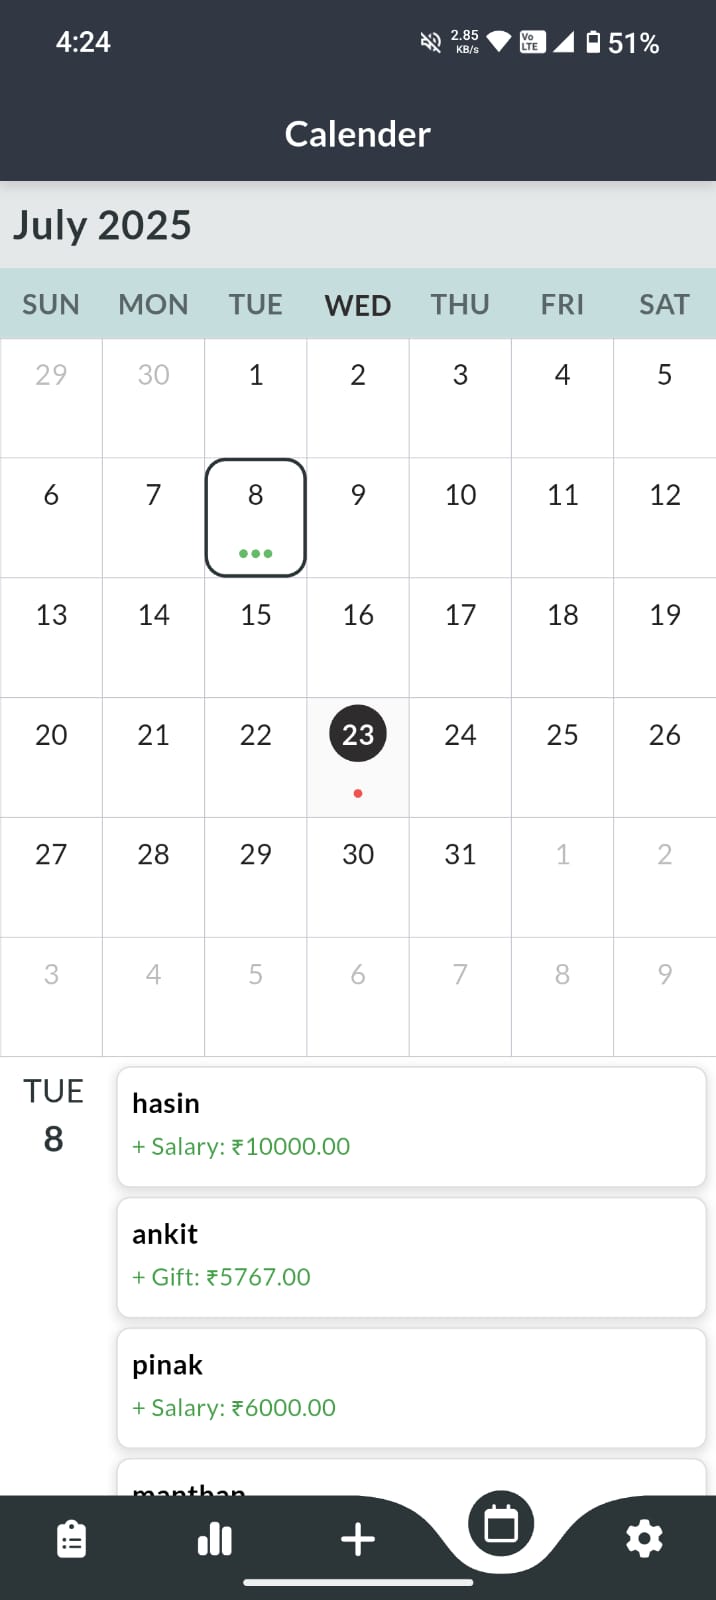 4:24 2.85 KB/s Vo LTE 51%
Calender
July 2025
SUN MON TUE WED THU FRI SAT
29 30 1 2 3 4 5
6 7 8 9 10 11 12
13 14 15 16 17 18 19
20 21 22 23 24 25 26
27 28 29 30 31 1 2
3 4 5 6 7 8 9
TUE
8
hasin
+ Salary: ₹10000.00
ankit
+ Gift: ₹5767.00
pinak
+ Salary: ₹6000.00